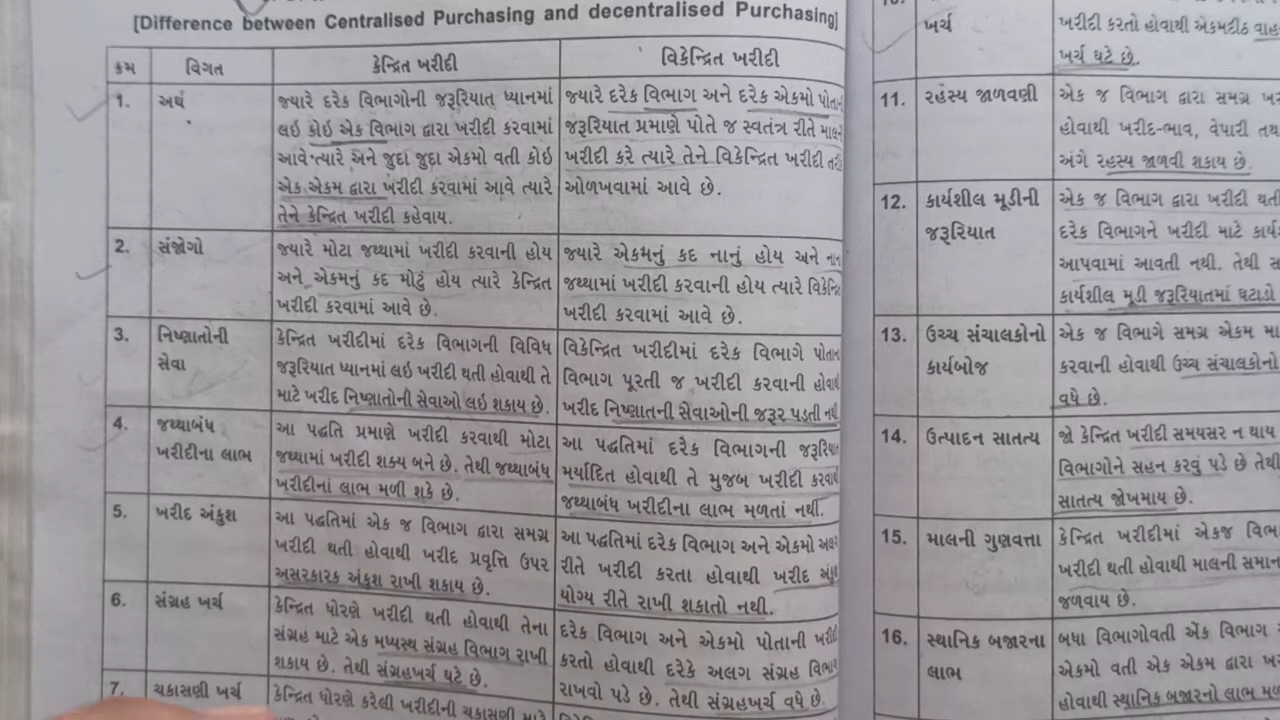 [Difference between Centralised Purchasing and decentralised Purchasing]
ક્રમ વિગત કેન્દ્રિત ખરીદી વિકેન્દ્રિત ખરીદી
1. અર્થ
જ્યારે દરેક વિભાગોની જરૂરિયાત ધ્યાનમાં
લઇ કોઇ એક વિભાગ દ્વારા ખરીદી કરવામાં
આવે ત્યારે અને જુદા જુદા એકમો વતી કોઇ
એક એકમ દ્વારા ખરીદી કરવામાં આવે ત્યારે
તેને કેન્દ્રિત ખરીદી કહેવાય.
જ્યારે દરેક વિભાગ અને દરેક એકમો
જરૂરિયાત પ્રમાણે પોતે જ સ્વતંત્ર રીતે
ખરીદી કરે ત્યારે તેને વિકેન્દ્રિત ખરીદી
ઓળખવામાં આવે છે.
2. સંજોગો
જ્યારે મોટા જથ્થામાં ખરીદી કરવાની હોય
અને એકમનું કદ મોટું હોય ત્યારે કેન્દ્રિત
ખરીદી કરવામાં આવે છે.
જ્યારે એકમનું કદ નાનું હોય અને
જથ્થામાં ખરીદી કરવાની હોય ત્યારે
ખરીદી કરવામાં આવે છે.
3. નિષ્ણાતોની
સેવા
કેન્દ્રિત ખરીદીમાં દરેક વિભાગની વિવિધ
જરૂરિયાત ધ્યાનમાં લઇ ખરીદી થતી હોવાથી તે
માટે ખરીદ નિષ્ણાતોની સેવાઓ લઇ શકાય છે.
વિકેન્દ્રિત ખરીદીમાં દરેક વિભાગે
વિભાગ પૂરતી જ ખરીદી કરવાની
ખરીદ નિષ્ણાતની સેવાઓની જરૂર પડતી નથી
4. જથ્થાબંધ
ખરીદીના લાભ
આ પદ્ધતિ પ્રમાણે ખરીદી કરવાથી મોટા
જથ્થામાં ખરીદી શક્ય બને છે. તેથી જથ્થાબંધ
ખરીદીનાં લાભ મળી શકે છે.
આ પદ્ધતિમાં દરેક વિભાગની
મર્યાદિત હોવાથી તે મુજબ ખરીદી
જથ્થાબંધ ખરીદીના લાભ મળતાં નથી.
5. ખરીદ અંકુશ
આ પદ્ધતિમાં એક જ વિભાગ દ્વારા સમગ્ર
ખરીદી થતી હોવાથી ખરીદ પ્રવૃત્તિ ઉપર
અસરકારક અંકુશ રાખી શકાય છે.
આ પદ્ધતિમાં દરેક વિભાગ અને એકમો
રીતે ખરીદી કરતા હોવાથી ખરીદ
યોગ્ય રીતે રાખી શકાતો નથી.
6. સંગ્રહ ખર્ચ
કેન્દ્રિત ધોરણે ખરીદી થતી હોવાથી તેના
સંગ્રહ માટે એક મધ્યસ્થ સંગ્રહ વિભાગ રાખી
શકાય છે. તેથી સંગ્રહખર્ચ ઘટે છે.
દરેક વિભાગ અને એકમો પોતાની
કરતો હોવાથી દરેકે અલગ સંગ્રહ
રાખવો પડે છે. તેથી સંગ્રહખર્ચ વધે છે.
7. ચકાસણી ખર્ચ
કેન્દ્રિત ધોરણે કરેલી ખરીદીની ચકાસણી માટે
ખર્ચ
ખરીદી કરતો હોવાથી એકમદીઠ
ખર્ચ ઘટે છે.
11. રહસ્ય જાળવણી
એક જ વિભાગ દ્વારા સમગ્ર
હોવાથી ખરીદ-ભાવ, વેપારી
અંગે રહસ્ય જાળવી શકાય છે.
12. કાર્યશીલ મૂડીની
જરૂરિયાત
એક જ વિભાગ દ્વારા ખરીદી થતી
દરેક વિભાગને ખરીદી માટે
આપવામાં આવતી નથી. તેથી
કાર્યશીલ મૂડી જરૂરિયાતમાં ઘટાડો
13. ઉચ્ચ સંચાલકોનો
કાર્યબોજ
એક જ વિભાગે સમગ્ર એકમ
કરવાની હોવાથી ઉચ્ચ સંચાલકોનો
વધે છે.
14. ઉત્પાદન સાતત્ય
જો કેન્દ્રિત ખરીદી સમયસર ન થાય
વિભાગોને સહન કરવું પડે છે તેથી
સાતત્ય જોખમાય છે.
15. માલની ગુણવત્તા
કેન્દ્રિત ખરીદીમાં એકજ
ખરીદી થતી હોવાથી માલની સમાન
જળવાય છે.
16. સ્થાનિક બજારના
લાભ
બધા વિભાગોવતી એક વિભાગ
એકમો વતી એક એકમ દ્વારા
હોવાથી સ્થાનિક બજારનો લાભ